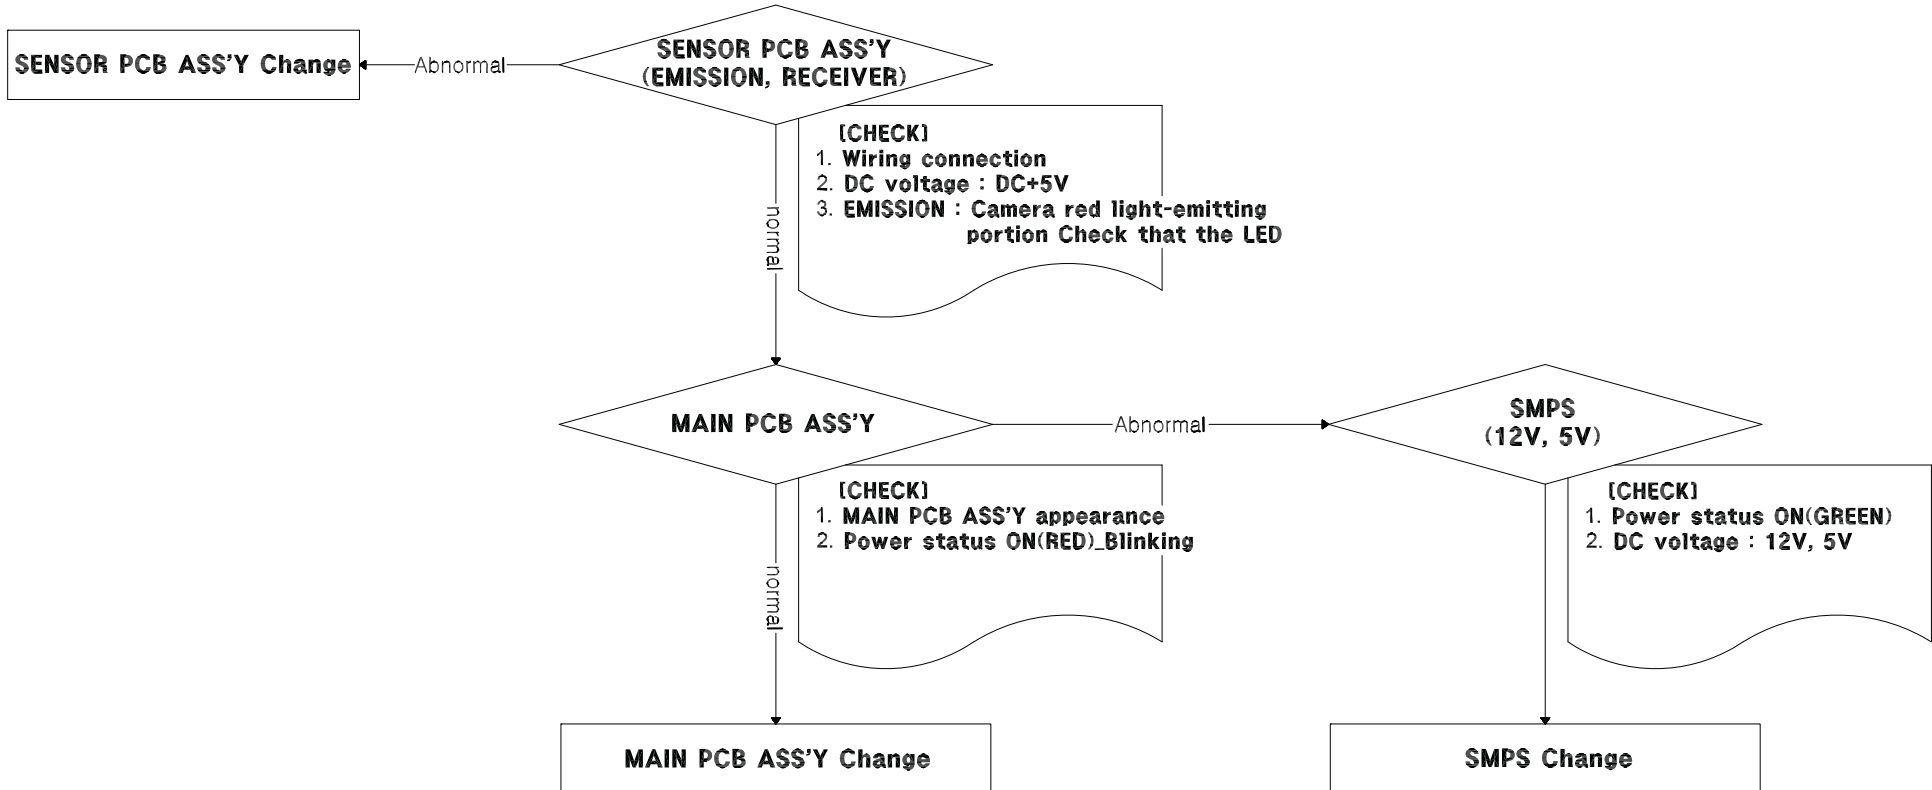 SENSOR PCB ASS'Y Change
Abnormal
SENSOR PCB ASS'Y
(EMISSION, RECEIVER)
[CHECK]
1. Wiring connection
2. DC voltage : DC+5V
3. EMISSION : Camera red light-emitting
portion Check that the LED
normal
MAIN PCB ASS'Y
Abnormal
SMPS
(12V, 5V)
[CHECK]
1. MAIN PCB ASS'Y appearance
2. Power status ON(RED)_Blinking
[CHECK]
1. Power status ON(GREEN)
2. DC voltage : 12V, 5V
normal
MAIN PCB ASS'Y Change
SMPS Change